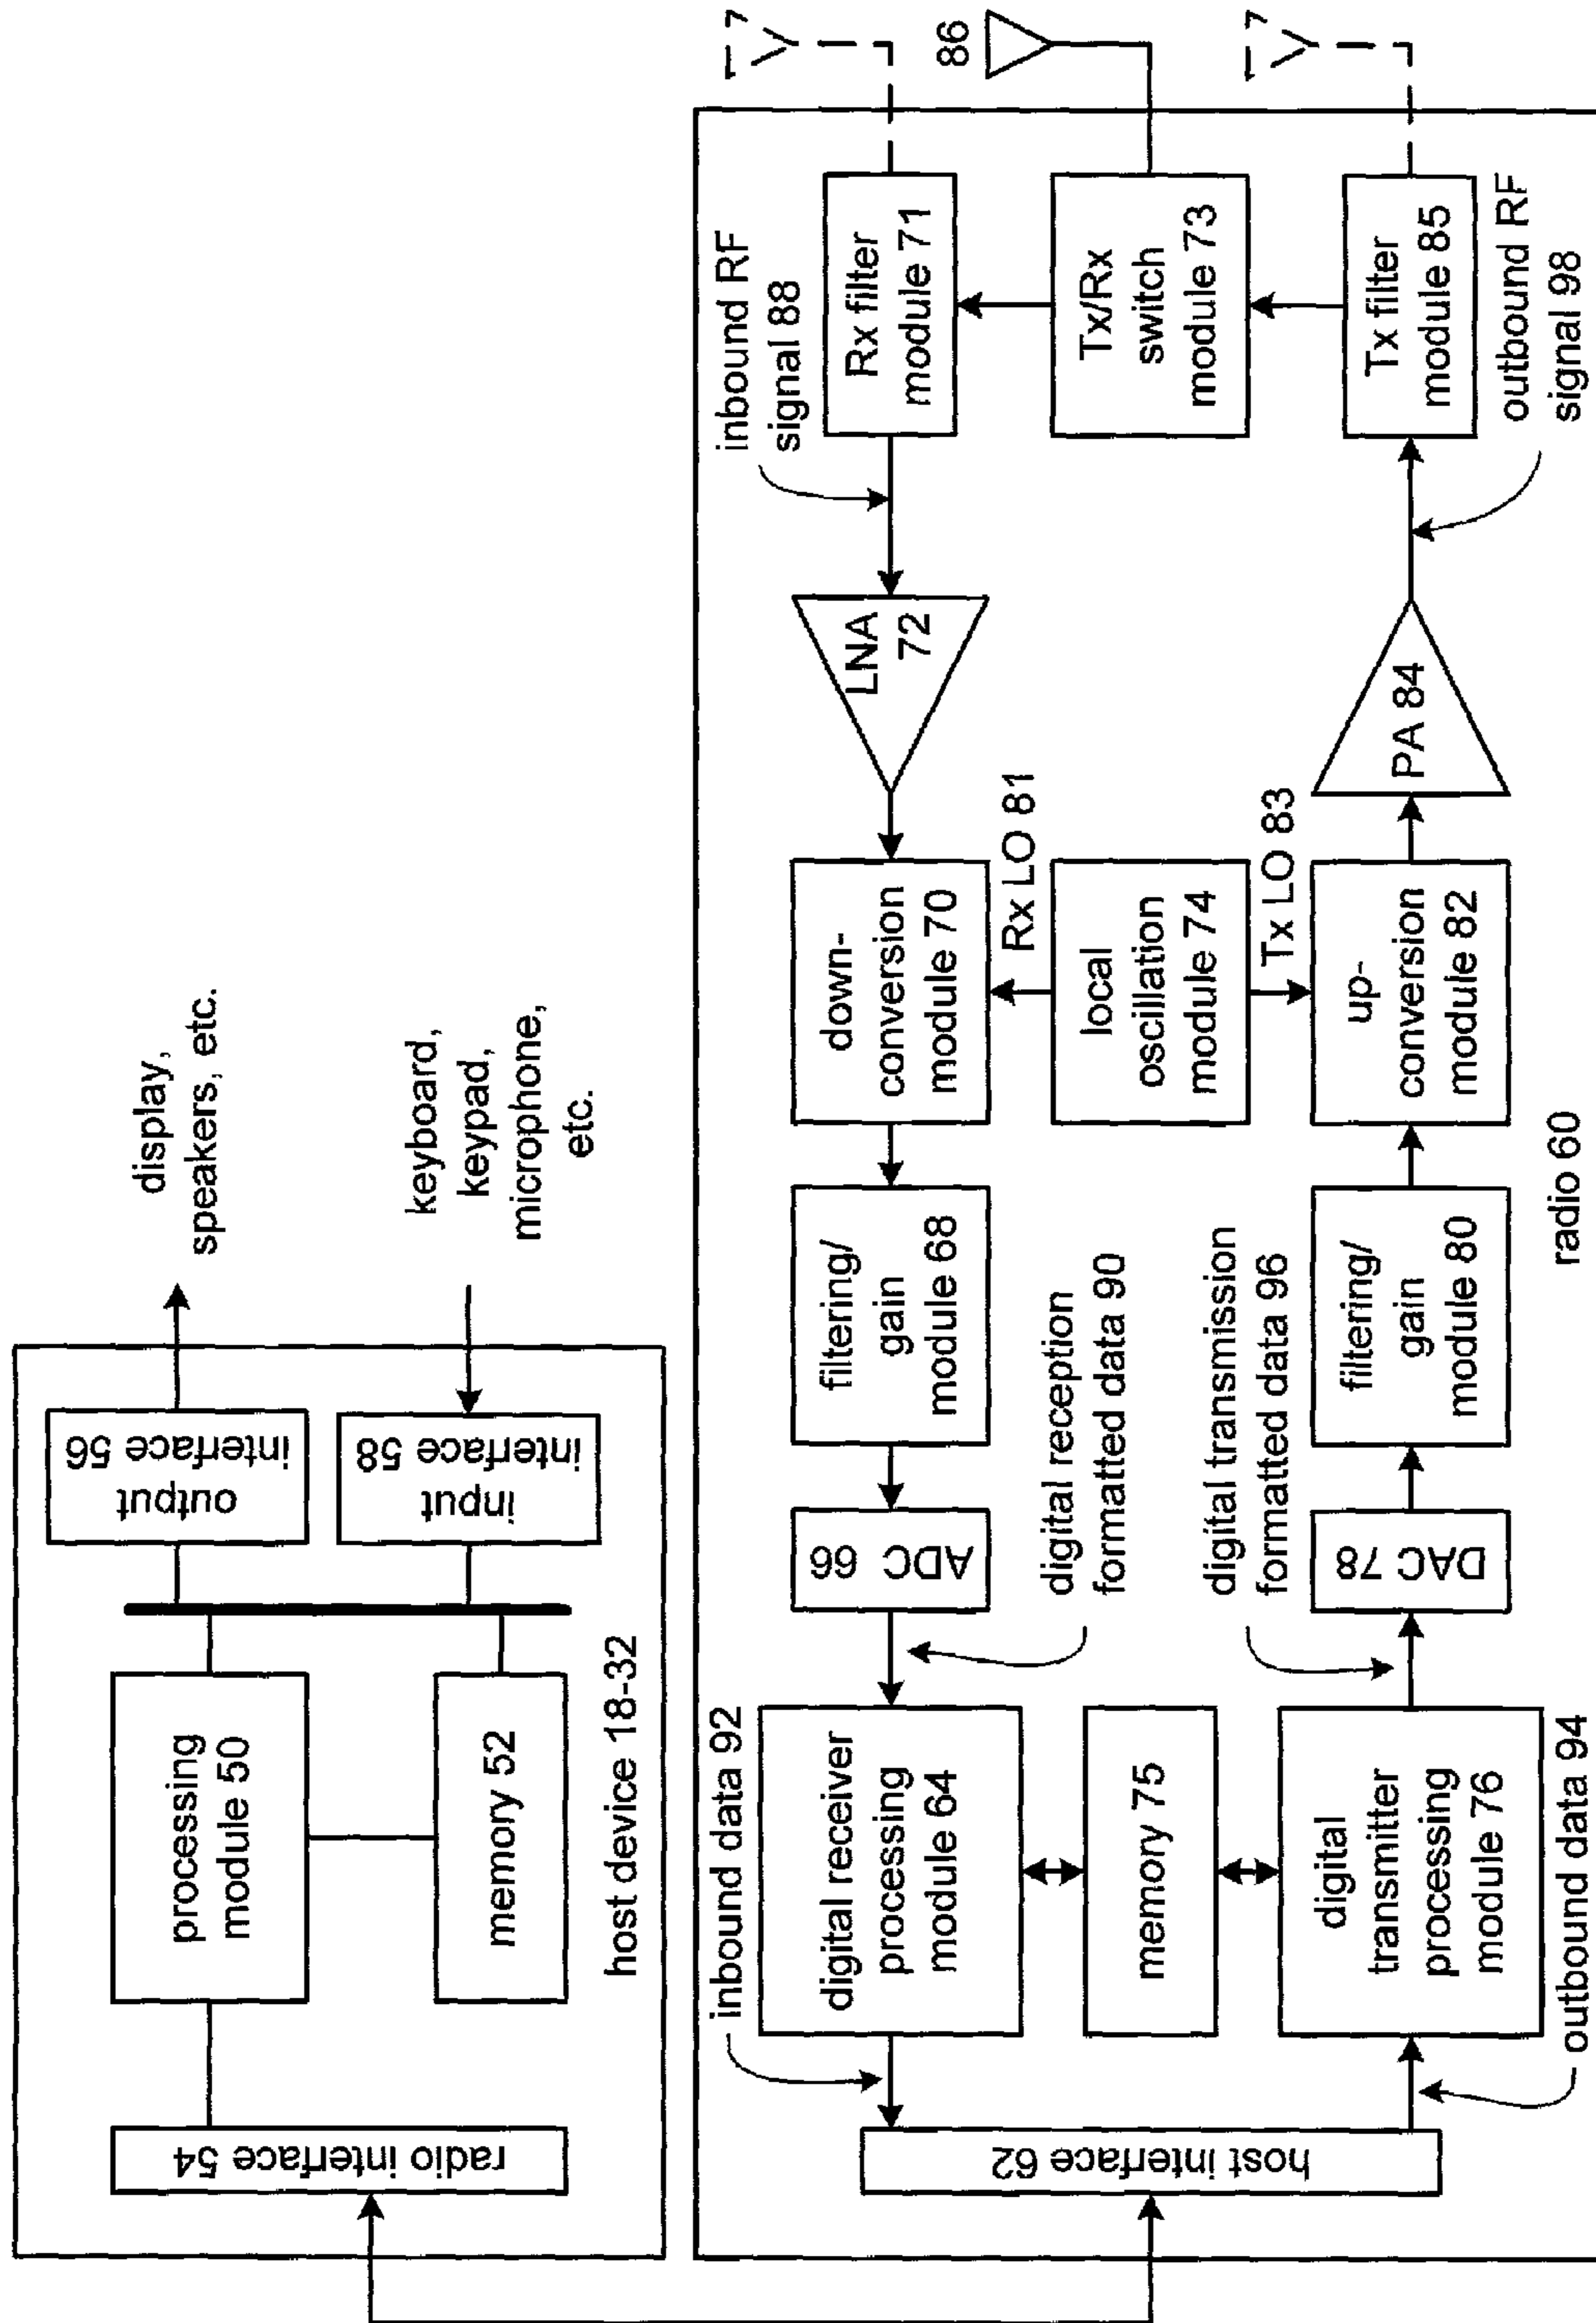 radio interface 54
processing
module 50
memory 52
output
interface 56
input
interface 58
display,
speakers, etc.
keyboard,
keypad,
microphone,
etc.
host device 18-32
host interface 62
inbound data 92
digital receiver
processing
module 64
memory 75
digital
transmitter
processing
module 76
outbound data 94
ADC 66
digital reception
formatted data 90
digital transmission
formatted data 96
DAC 78
filtering/
gain
module 68
filtering/
gain
module 80
down-
conversion
module 70
Rx LO 81
local
oscillation
module 74
Tx LO 83
up-
conversion
module 82
radio 60
LNA
72
PA 84
inbound RF
signal 88
Rx filter
module 71
Tx/Rx
switch
module 73
Tx filter
module 85
outbound RF
signal 98
86